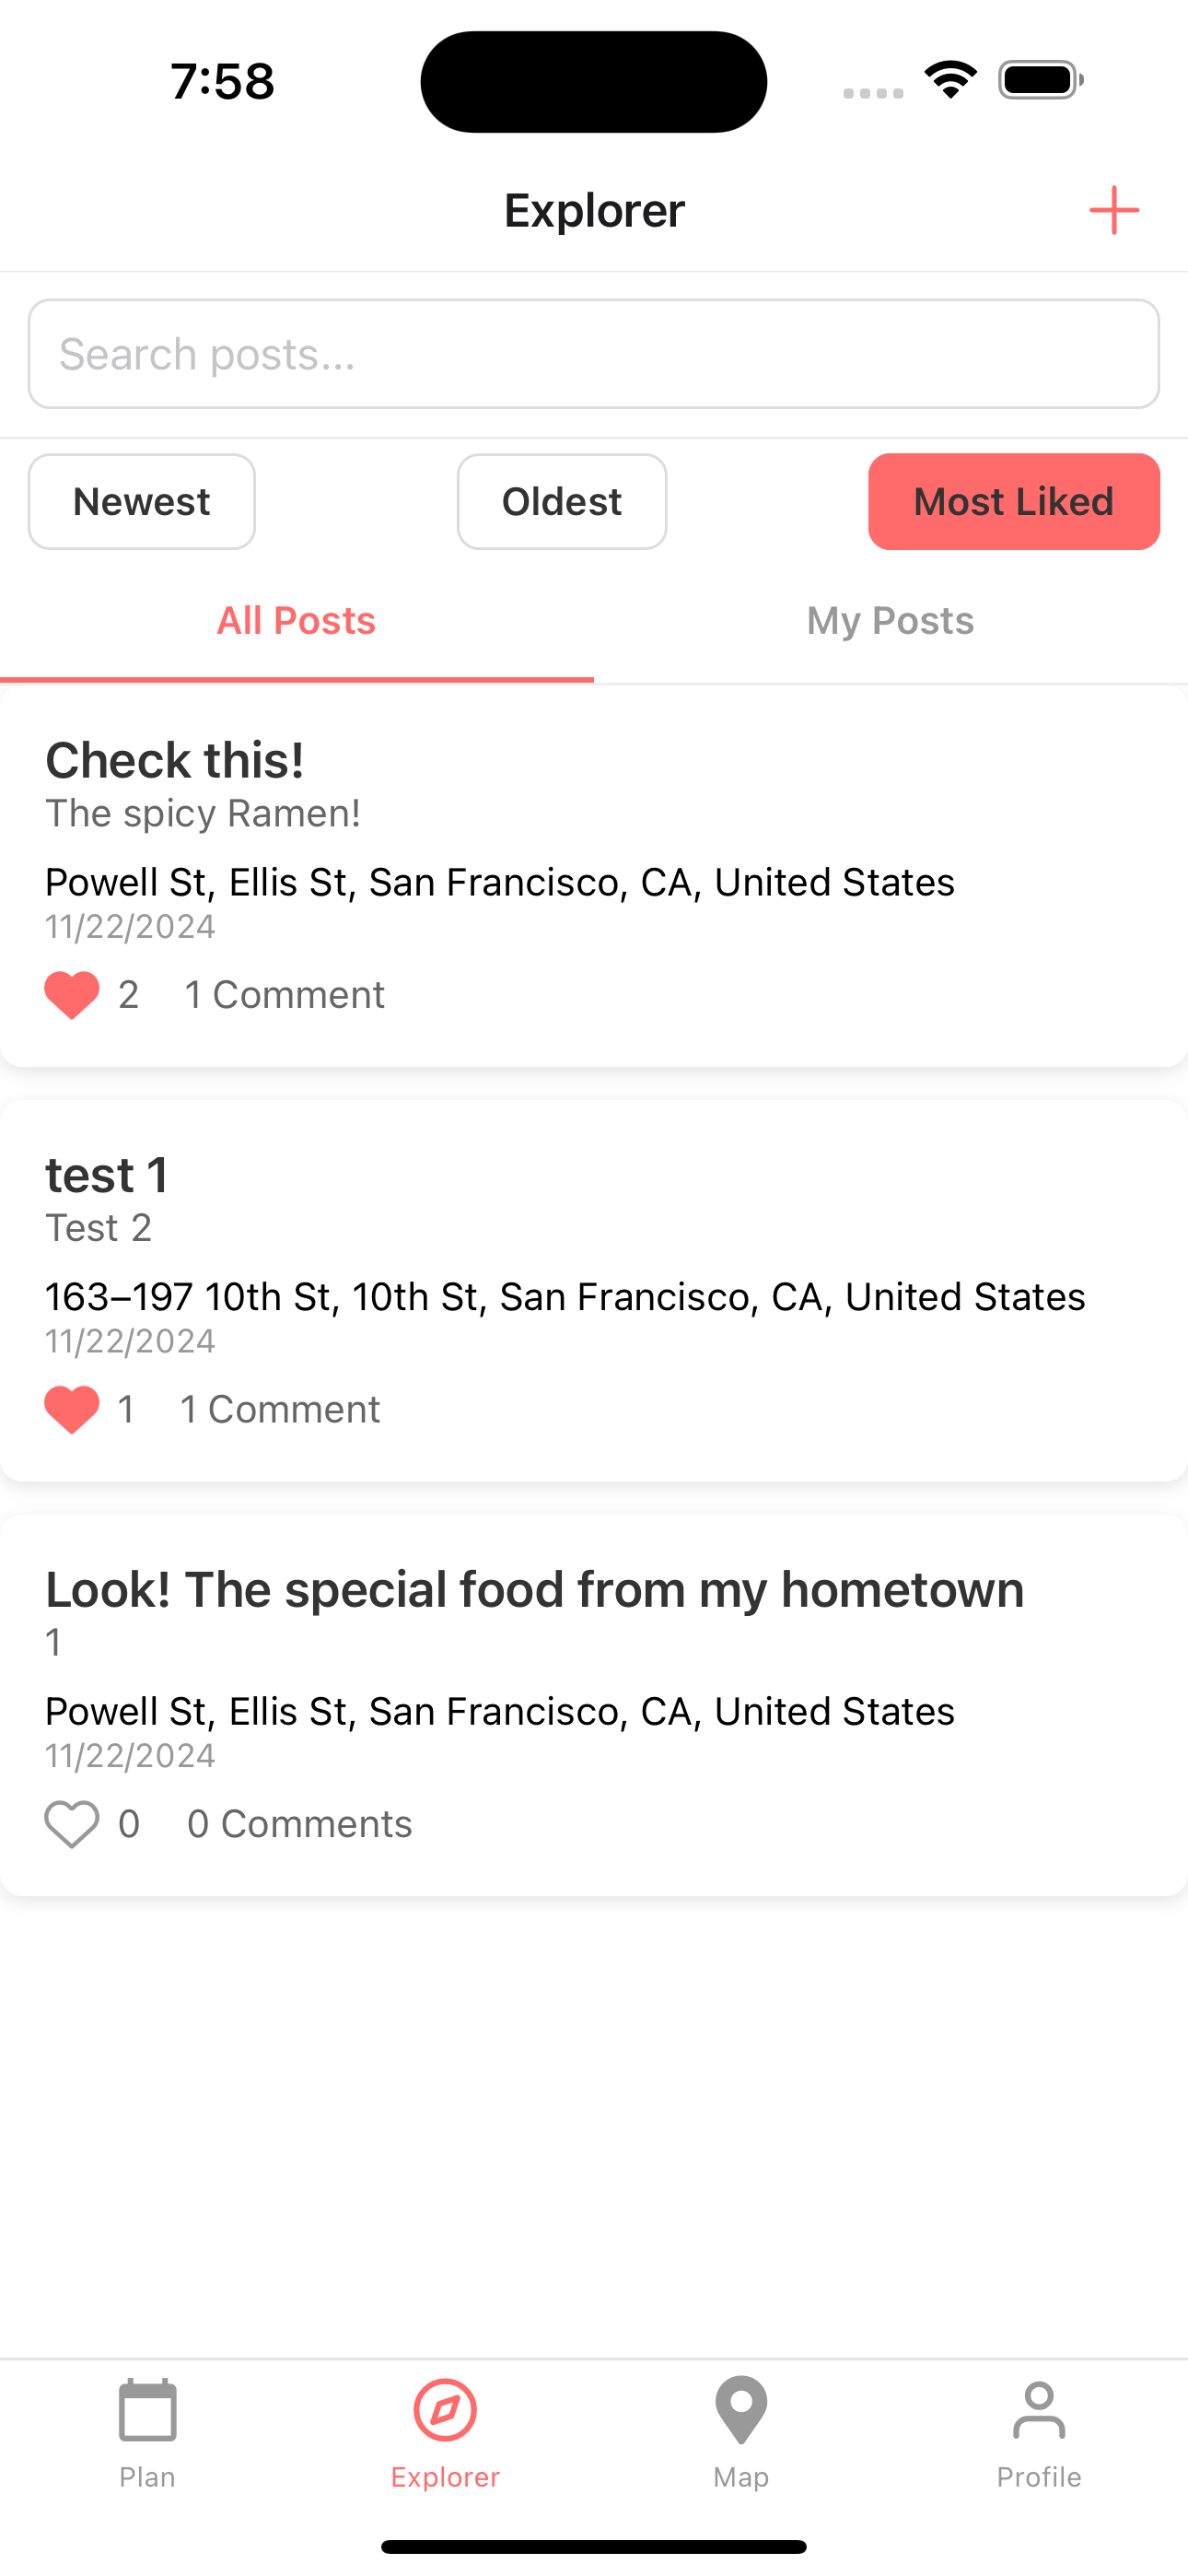 7:58
Explorer
Search posts...
Newest Oldest Most Liked
All Posts My Posts
Check this!
The spicy Ramen!
Powell St, Ellis St, San Francisco, CA, United States
11/22/2024
2 1 Comment
test 1
Test 2
163–197 10th St, 10th St, San Francisco, CA, United States
11/22/2024
1 1 Comment
Look! The special food from my hometown
1
Powell St, Ellis St, San Francisco, CA, United States
11/22/2024
0 0 Comments
Plan Explorer Map Profile